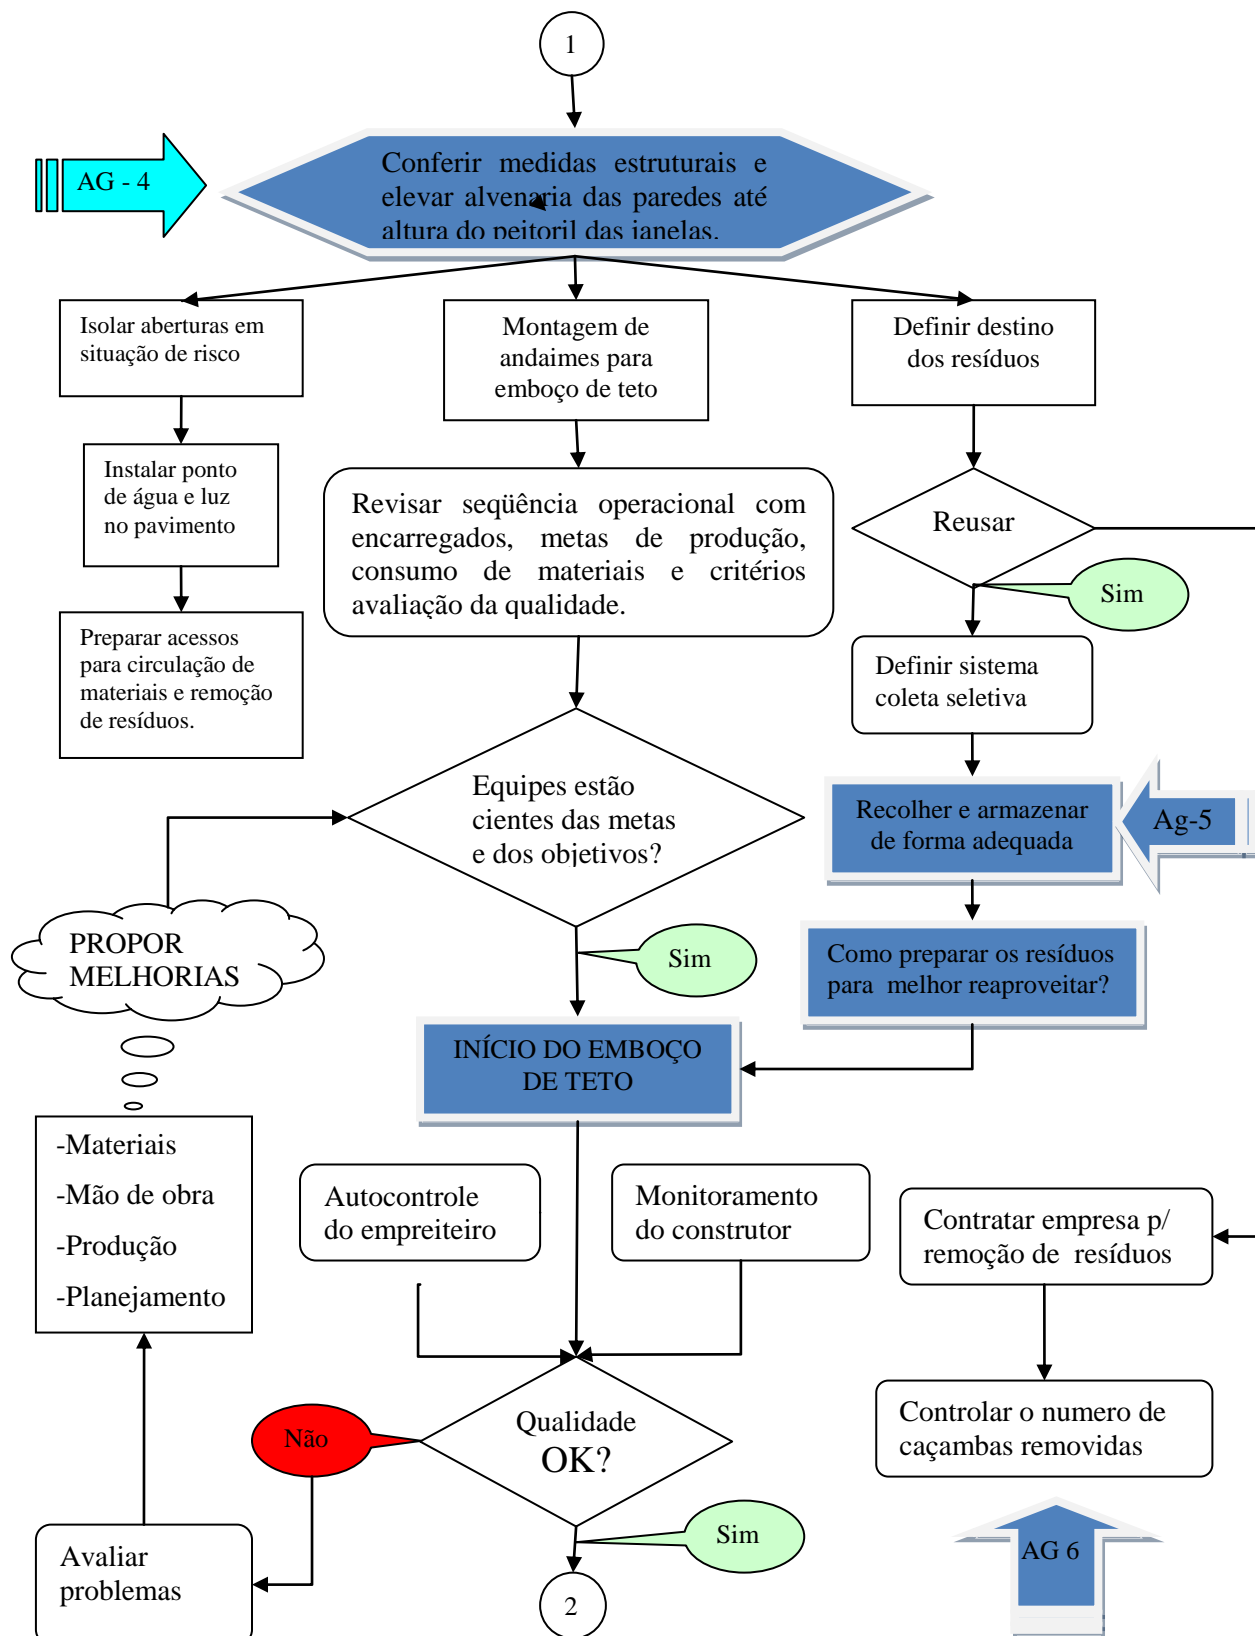 1
AG - 4
Conferir medidas estruturais e
elevar alvenaria das paredes até
altura do peitoril das janelas.
Isolar aberturas em
situação de risco
Montagem de
andaimes para
emboço de teto
Definir destino
dos resíduos
Instalar ponto
de água e luz
no pavimento
Revisar seqüência operacional com
encarregados, metas de produção,
consumo de materiais e critérios
avaliação da qualidade.
Reusar
Sim
Preparar acessos
para circulação de
materiais e remoção
de resíduos.
Definir sistema
coleta seletiva
Equipes estão
cientes das metas
e dos objetivos?
Recolher e armazenar
de forma adequada
Ag-5
PROPOR
MELHORIAS
Sim
Como preparar os resíduos
para melhor reaproveitar?
INÍCIO DO EMBOÇO
DE TETO
-Materiais
-Mão de obra
-Produção
-Planejamento
Autocontrole
do empreiteiro
Monitoramento
do construtor
Contratar empresa p/
remoção de resíduos
Qualidade
OK?
Não
Controlar o numero de
caçambas removidas
Sim
Avaliar
problemas
AG 6
2